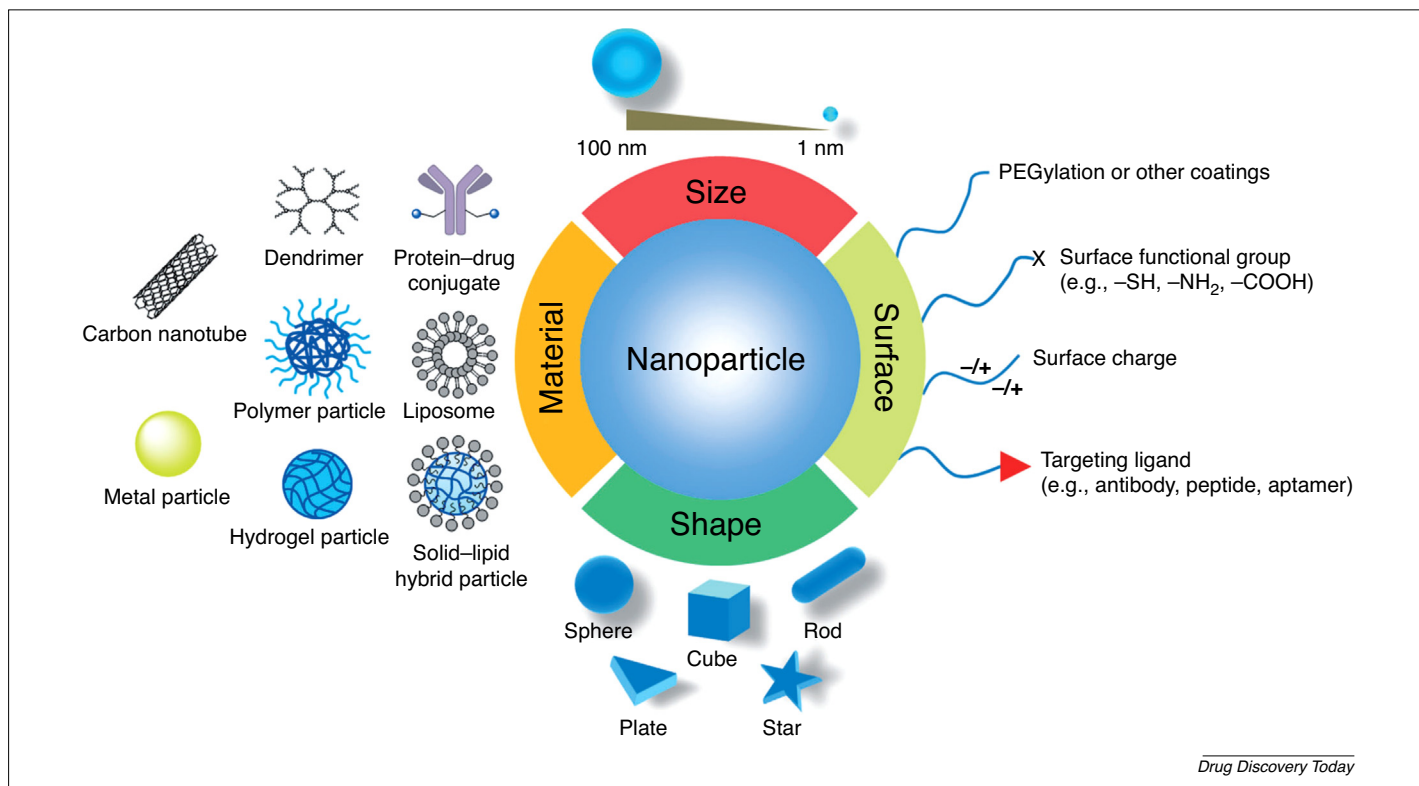 100 nm
1 nm
Size
Material
Nanoparticle
Surface
Shape
Dendrimer
Protein–drug
conjugate
Carbon nanotube
Polymer particle
Liposome
Metal particle
Hydrogel particle
Solid–lipid
hybrid particle
PEGylation or other coatings
X
Surface functional group
(e.g., –SH, –NH₂, –COOH)
–/+
–/+
Surface charge
Targeting ligand
(e.g., antibody, peptide, aptamer)
Sphere
Cube
Rod
Plate
Star
Drug Discovery Today